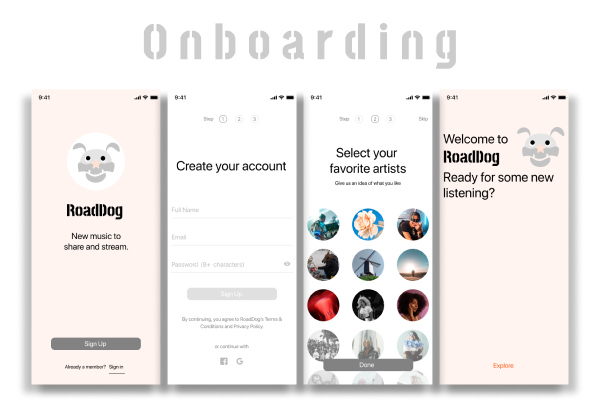 Onboarding
9:41
RoadDog
New music to
share and stream.
Sign Up
Already a member? Sign in
9:41
Step 1 2 3
Create your account
Full name
Email
Password (8+ characters)
Sign Up
By continuing, you agree to RoadDog's Terms &
Conditions and Privacy Policy.
or continue with
G
9:41
Step 1 2 3 Skip
Select your
favorite artists
Give us an idea of what you like
Done
9:41
Welcome to
RoadDog
Ready for some new
listening?
Explore